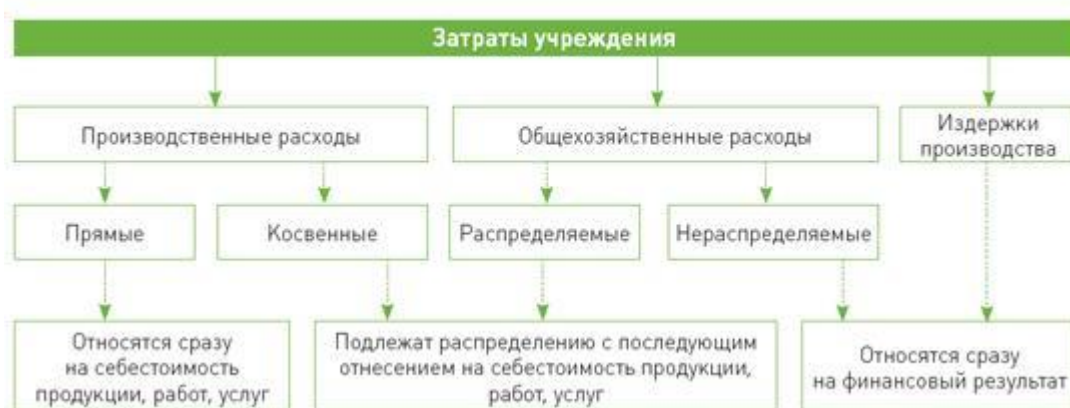 Затраты учреждения
Производственные расходы
Общехозяйственные расходы
Издержки
производства
Прямые
Косвенные
Распределяемые
Нераспределяемые
Относятся сразу
на себестоимость
продукции, работ, услуг
Подлежат распределению с последующим
отнесением на себестоимость продукции,
работ, услуг
Относятся сразу
на финансовый результат